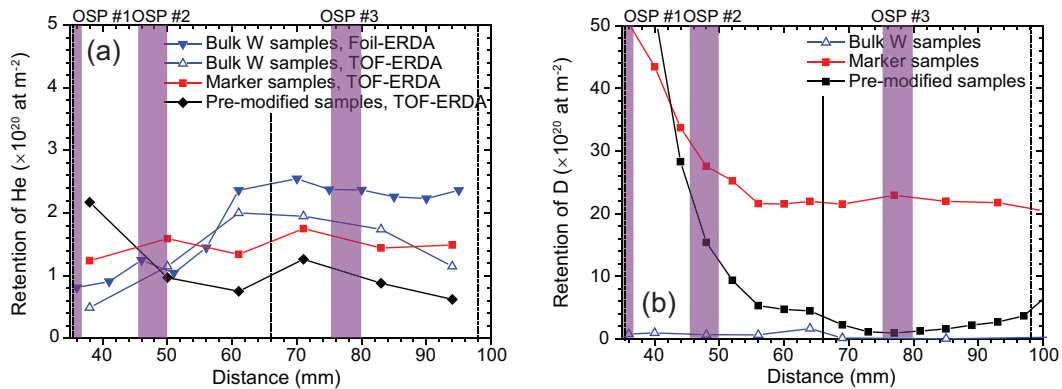 OSP #1 OSP #2 OSP #3
(a)
Bulk W samples, Foil-ERDA
Bulk W samples, TOF-ERDA
Marker samples, TOF-ERDA
Pre-modified samples, TOF-ERDA
Retention of He (×10²⁰ at m⁻²)
5
4
3
2
1
0
40 50 60 70 80 90 100
Distance (mm)
OSP #1 OSP #2 OSP #3
Bulk W samples
Marker samples
Pre-modified samples
Retention of D (×10²⁰ at m⁻²)
50
40
30
20
10
0
(b)
40 50 60 70 80 90 100
Distance (mm)